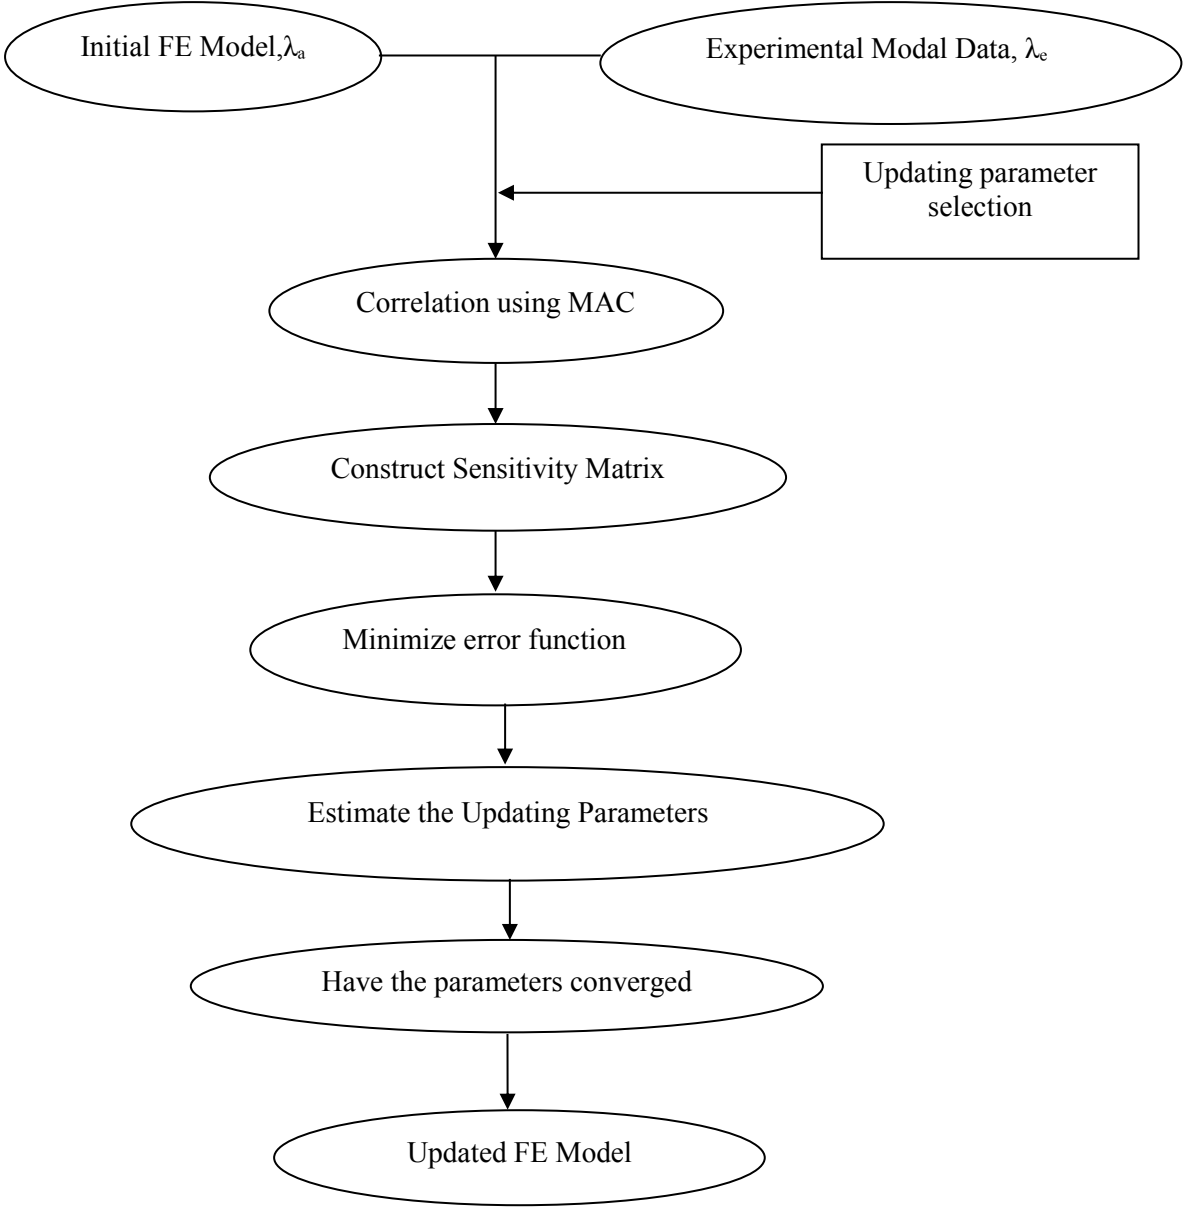 Initial FE Model,λₐ
Experimental Modal Data, λₑ
Updating parameter
selection
Correlation using MAC
Construct Sensitivity Matrix
Minimize error function
Estimate the Updating Parameters
Have the parameters converged
Updated FE Model